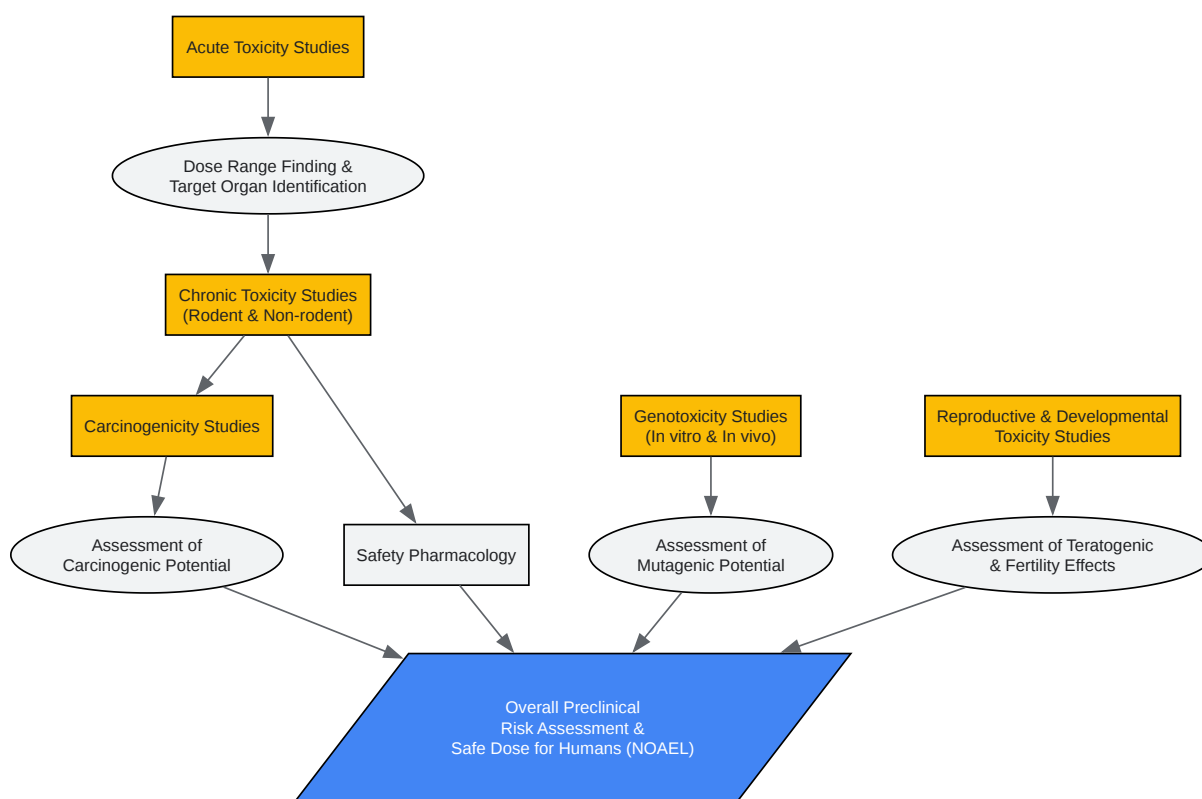 Acute Toxicity Studies
Dose Range Finding &
Target Organ Identification
Chronic Toxicity Studies
(Rodent & Non-rodent)
Carcinogenicity Studies
Genotoxicity Studies
(In vitro & In vivo)
Reproductive & Developmental
Toxicity Studies
Assessment of
Carcinogenic Potential
Safety Pharmacology
Assessment of
Mutagenic Potential
Assessment of Teratogenic
& Fertility Effects
Overall Preclinical
Risk Assessment &
Safe Dose for Humans (NOAEL)